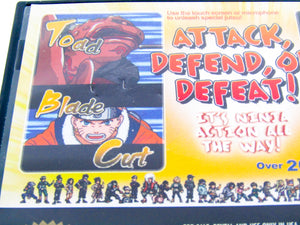 Use the touch screen or microphone
to unleash special jutsu!
Todd
Blade
Cut
ATTACK,
DEFEND, O
DEFEAT!
IT'S NINJA
ACTION ALL
THE WAY!
Over 2